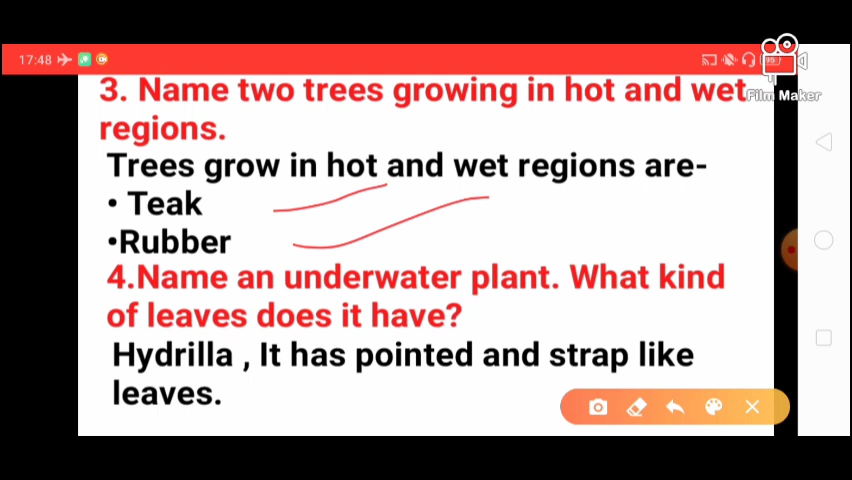 17:48
Film Maker
3. Name two trees growing in hot and wet
regions.
Trees grow in hot and wet regions are-
• Teak
•Rubber
4.Name an underwater plant. What kind
of leaves does it have?
Hydrilla , It has pointed and strap like
leaves.